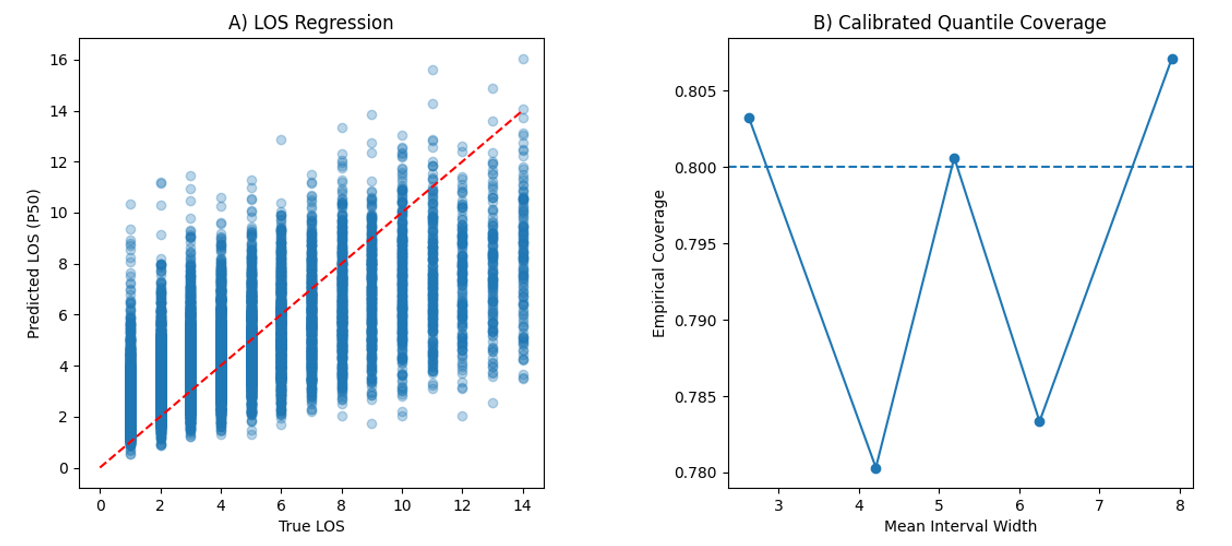 A) LOS Regression
Predicted LOS (P50)
16
14
12
10
8
6
4
2
0
0 2 4 6 8 10 12 14
True LOS
B) Calibrated Quantile Coverage
Empirical Coverage
0.805
0.800
0.795
0.790
0.785
0.780
3 4 5 6 7 8
Mean Interval Width